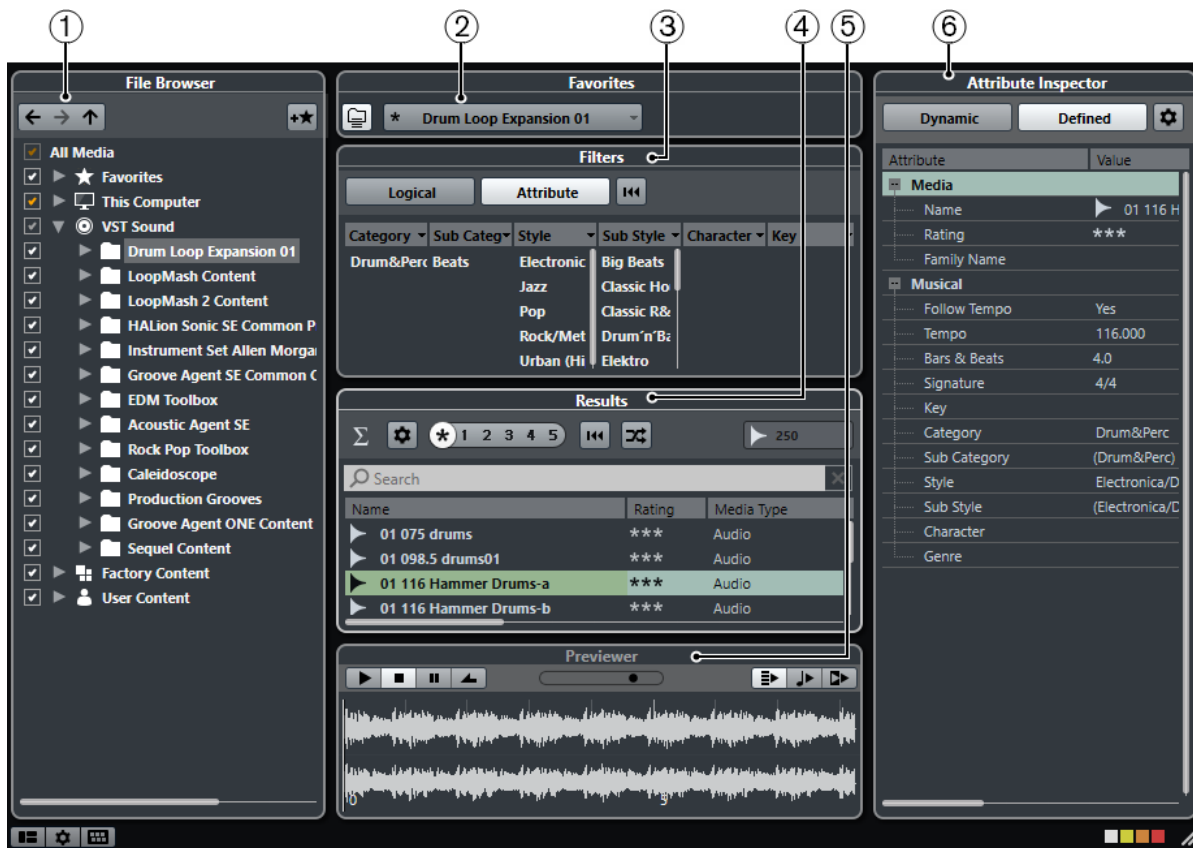 1 2 3 4 5 6
File Browser
All Media
Favorites
This Computer
VST Sound
Drum Loop Expansion 01
LoopMash Content
LoopMash 2 Content
HALion Sonic SE Common P
Instrument Set Allen Morga
Groove Agent SE Common C
EDM Toolbox
Acoustic Agent SE
Rock Pop Toolbox
Caleidoscope
Production Grooves
Groove Agent ONE Content
Sequel Content
Factory Content
User Content
Favorites
* Drum Loop Expansion 01
Filters
Logical Attribute
Category Sub Categ Style Sub Style Character Key
Drum&Perc Beats Electronic Big Beats
Jazz Classic Ho
Pop Classic R&
Rock/Met Drum´n´Ba
Urban (Hi Elektro
Results
Σ * 1 2 3 4 5 250
Search
Name Rating Media Type
01 075 drums *** Audio
01 098.5 drums01 *** Audio
01 116 Hammer Drums-a *** Audio
01 116 Hammer Drums-b *** Audio
Previewer
0 5
Attribute Inspector
Dynamic Defined
Attribute Value
Media
Name 01 116 H
Rating ***
Family Name
Musical
Follow Tempo Yes
Tempo 116.000
Bars & Beats 4.0
Signature 4/4
Key
Category Drum&Perc
Sub Category (Drum&Perc)
Style Electronica/D
Sub Style (Electronica/D
Character
Genre